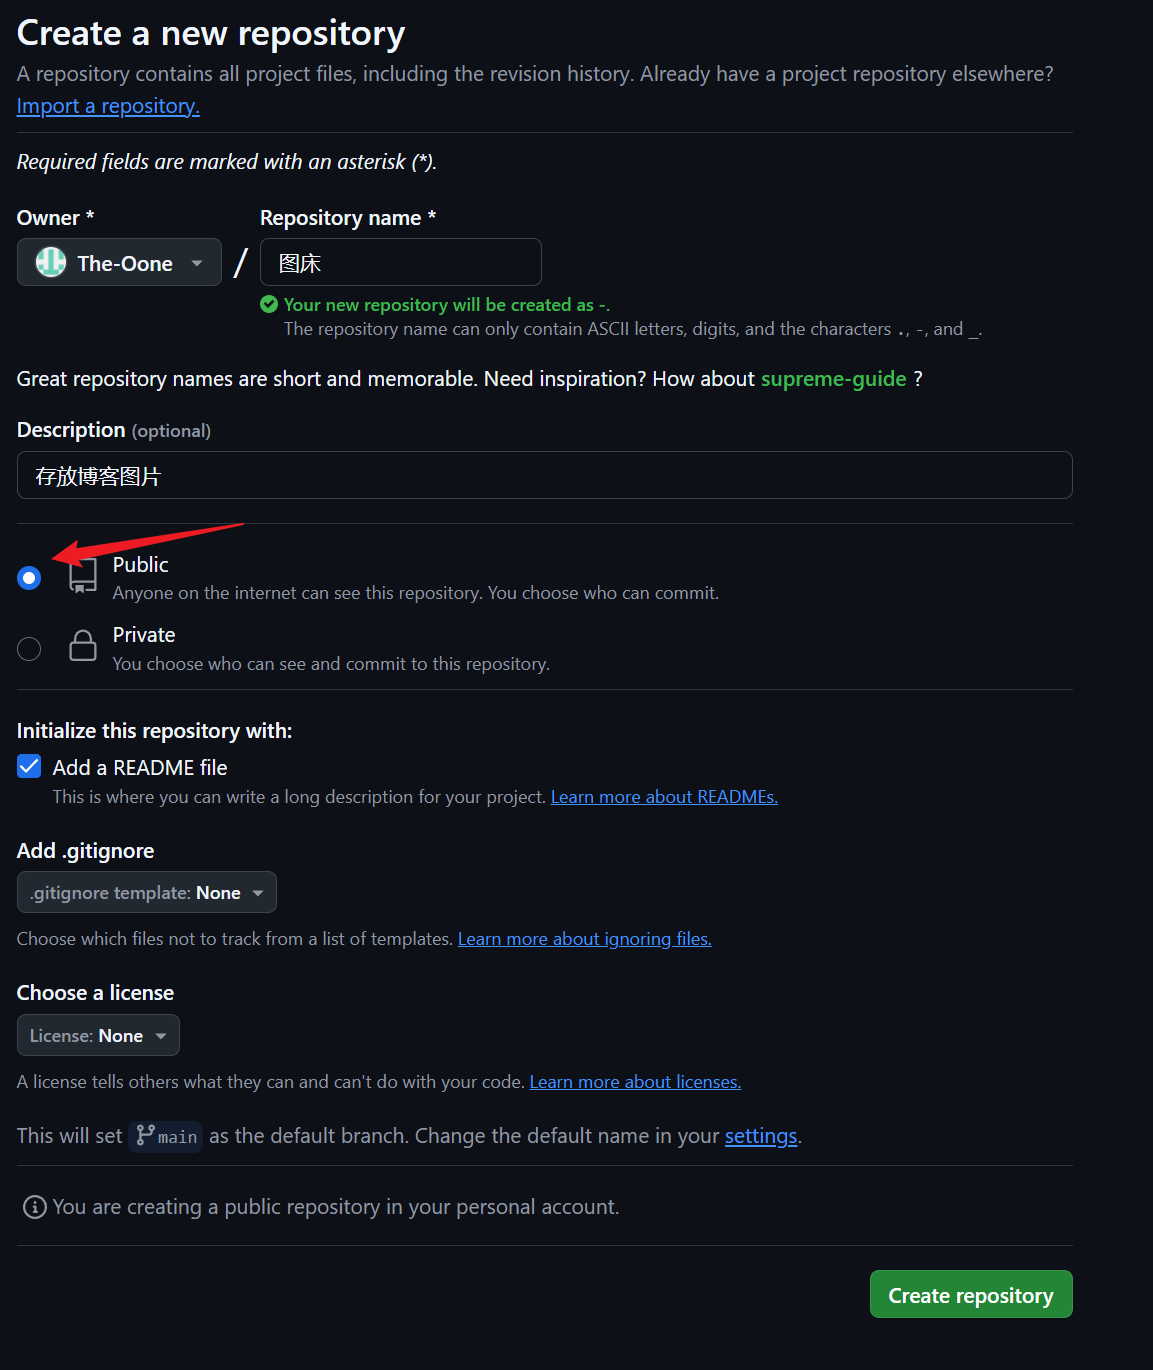 Create a new repository
A repository contains all project files, including the revision history. Already have a project repository elsewhere?
Import a repository.
Required fields are marked with an asterisk (*).
Owner *
Repository name *
The-Oone
/
图床
Your new repository will be created as -.
The repository name can only contain ASCII letters, digits, and the characters ., -, and _.
Great repository names are short and memorable. Need inspiration? How about supreme-guide ?
Description (optional)
存放博客图片
Public
Anyone on the internet can see this repository. You choose who can commit.
Private
You choose who can see and commit to this repository.
Initialize this repository with:
Add a README file
This is where you can write a long description for your project. Learn more about READMEs.
Add .gitignore
.gitignore template: None
Choose which files not to track from a list of templates. Learn more about ignoring files.
Choose a license
License: None
A license tells others what they can and can't do with your code. Learn more about licenses.
This will set main as the default branch. Change the default name in your settings.
You are creating a public repository in your personal account.
Create repository